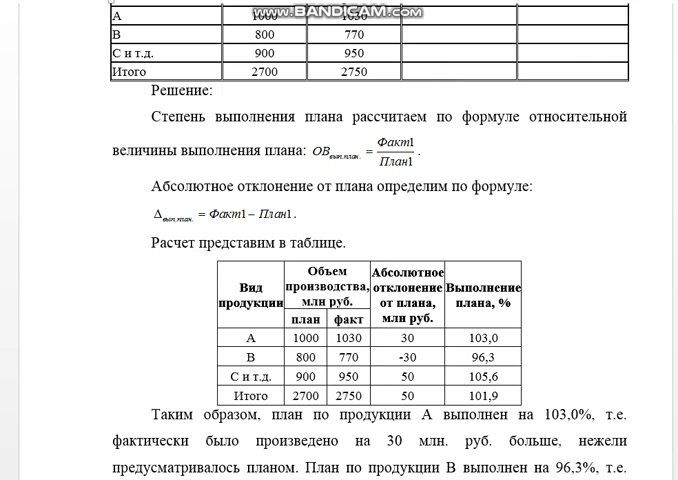 www.BANDICAM.com
А 1000 1030
В 800 770
С и т.д. 900 950
Итого 2700 2750
Решение:
Степень выполнения плана рассчитаем по формуле относительной
величины выполнения плана: ОВвып.план. = Факт1 / План1 .
Абсолютное отклонение от плана определим по формуле:
Δвып.план. = Факт1 − План1.
Расчет представим в таблице.
Вид продукции Объем производства, млн руб. Абсолютное отклонение от плана, млн руб. Выполнение плана, %
план факт
А 1000 1030 30 103,0
В 800 770 -30 96,3
С и т.д. 900 950 50 105,6
Итого 2700 2750 50 101,9
Таким образом, план по продукции А выполнен на 103,0%, т.е.
фактически было произведено на 30 млн. руб. больше, нежели
предусматривалось планом. План по продукции В выполнен на 96,3%, т.е.